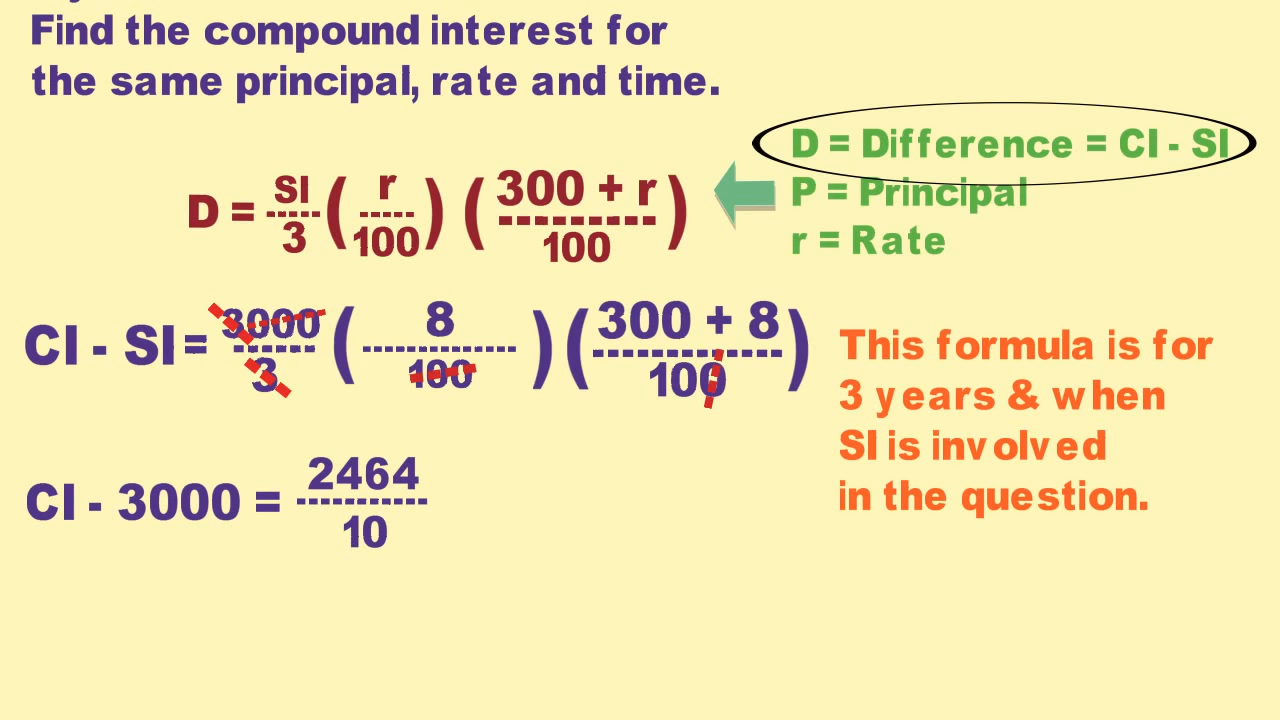 Find the compound interest for
the same principal, rate and time.
D = Difference = CI - SI
P = Principal
r = Rate
D = SI/3 ( r/100 ) ( 300 + r/100 )
CI - SI = 3000/3 ( 8/100 ) ( 300 + 8/100 )
This formula is for
3 years & when
SI is involved
in the question.
CI - 3000 = 2464/10